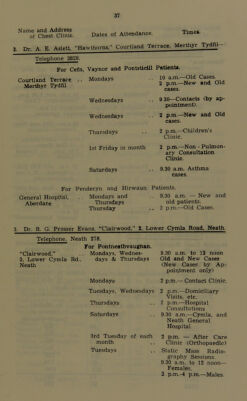 37
Name and Address of Chest Clinic. Dates of Attendance. Times
2. Dr. A. E. Aslett, "Hawthorns," Courtland Terrace, Merthyr Tydfil—
Telephone 2829.
For Cefn, Vaynor and Pontsticill Patients.
Courtland Terrace .. Mondays .. 10 a.m.—Old Cases.
Merthyr Tydfil 2 p.m.—New and Old cases.
Wednesdays .. 9.30—Contacts (by appointment).
Wednesdays .. 2 p.m.—New and Old cases.
Thursdays .. 2 p.m.—Children's Clinic.
1st Friday in month 2 p.m.—Non-Pulmonary Consultation Clinic.
Saturdays .. 9.30 a.m. Asthma cases.
For Penderyn and Hirwaun Patients.
General Hospital, Mondays and .. 9.30 a.m. — New and
Aberdare Thursdays old patients.
Thursday .. 2 p.m.—Old Cases.
3. Dr. R. G. Prosser Evans, "Clairwood," 2, Lower Cymla Road, Neath.
Telephone, Neath
For Pontneathvaughan.
"Clairwood," Mondays, Wednes- 9.30 a.m. to 12 noon
2, Lower Cymla Rd., days & Thursdays Old and New Cases
Neath (New Cases by Appointment only)
Mondays 2 p.m.— Contact Clinic.
Tuesdays, Wednesdays 2 p.m.—Domiciliary Visits, etc.
Thursdays .. 2 p.m.—Hospital Consultations
Saturdays .. 9.30 a.m.—Cymla, and Neath General Hospital
3rd Tuesday of each 2 p.m. — After Care
month .. Clinic (Orthopaedic)
Tuesdays .. Static Mass Radiography Sessions.
9.30 a.m. to 12 noon—Females.
2 p.m.-4 p.m.—Males.